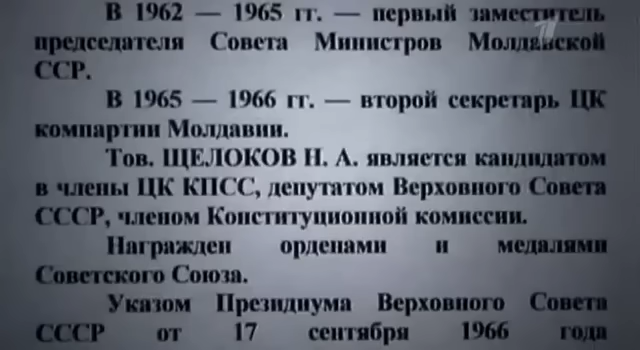 В 1962 — 1965 гг. — первый заместитель
председателя Совета Министров Молдавской
ССР.
В 1965 — 1966 гг. — второй секретарь ЦК
компартии Молдавии.
Тов. ЩЕЛОКОВ Н. А. является кандидатом
в члены ЦК КПСС, депутатом Верховного Совета
СССР, членом Конституционной комиссии.
Награжден орденами и медалями
Советского Союза.
Указом Президиума Верховного Совета
СССР от 17 сентября 1966 года